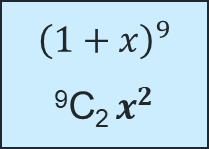 (1 + x)⁹
⁹C₂ x²